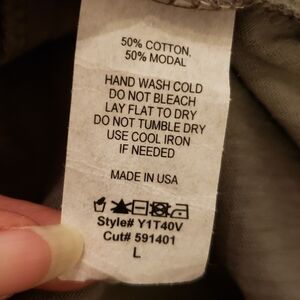 50% COTTON,
50% MODAL
HAND WASH COLD
DO NOT BLEACH
LAY FLAT TO DRY
DO NOT TUMBLE DRY
USE COOL IRON
IF NEEDED
MADE IN USA
Style# Y1T40V
Cut# 591401
L